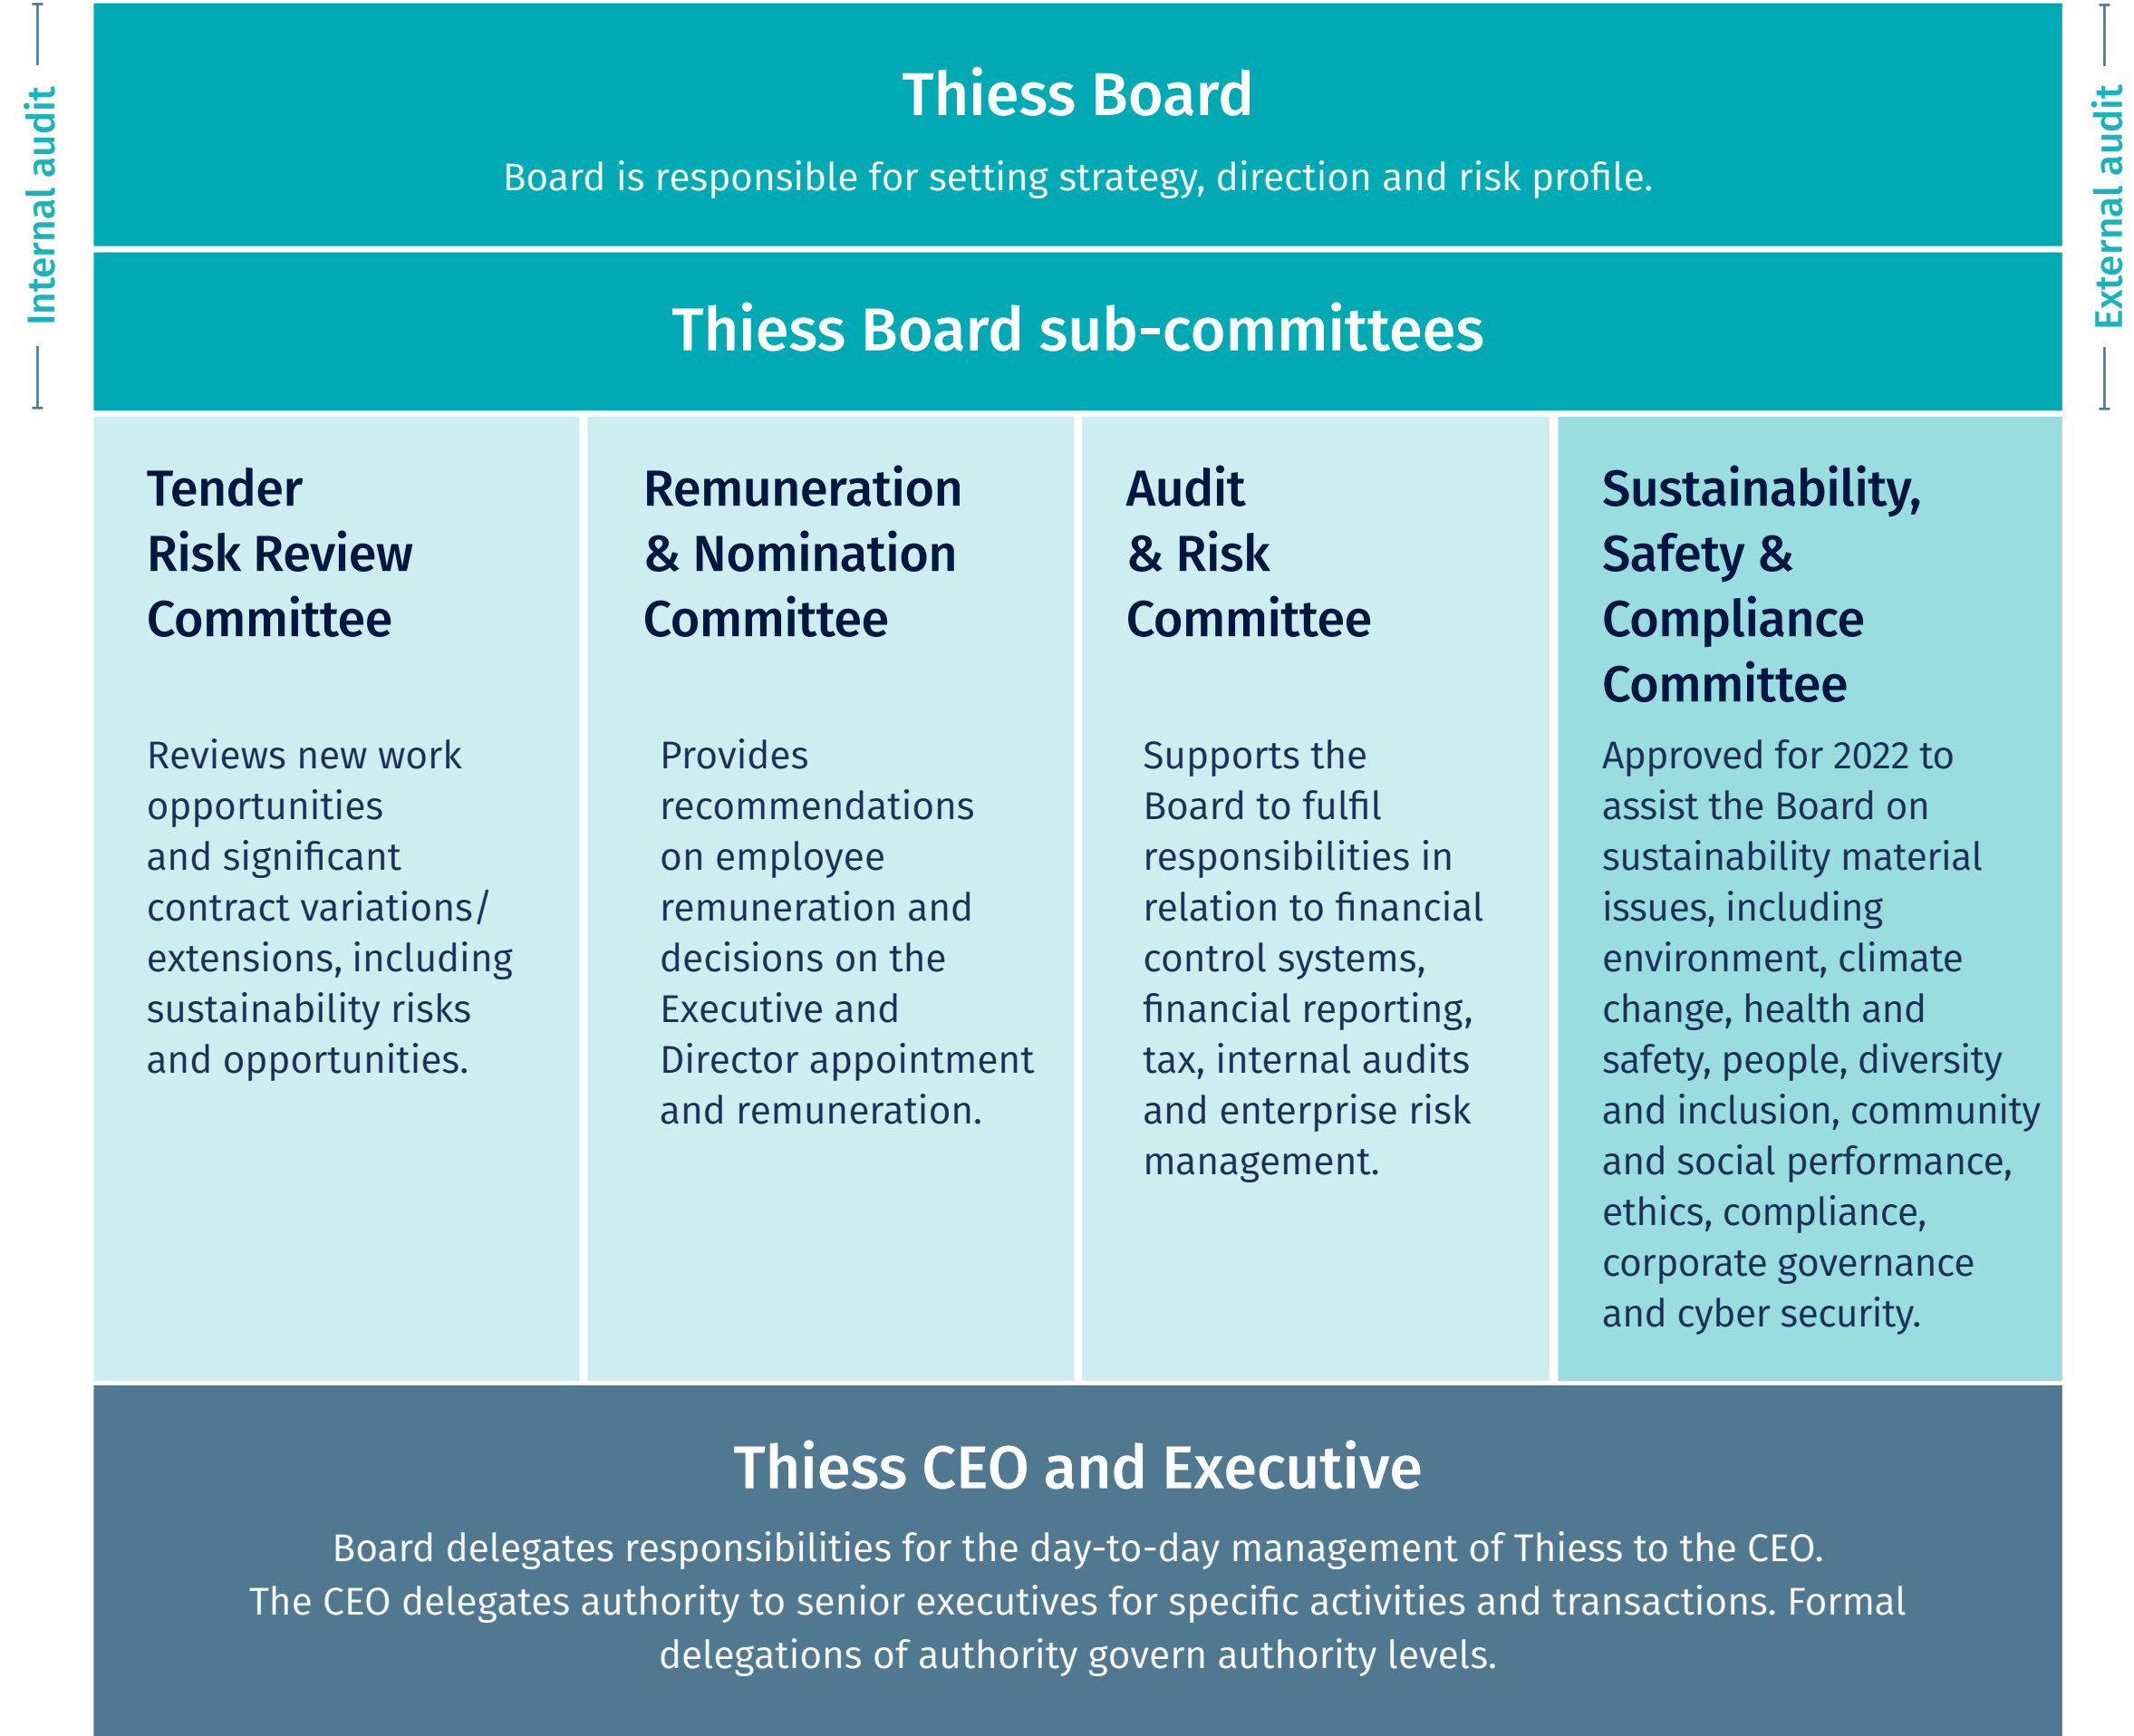 Internal audit
External audit
Thiess Board
Board is responsible for setting strategy, direction and risk profile.
Thiess Board sub-committees
Tender
Risk Review
Committee
Reviews new work
opportunities
and significant
contract variations/
extensions, including
sustainability risks
and opportunities.
Remuneration
& Nomination
Committee
Provides
recommendations
on employee
remuneration and
decisions on the
Executive and
Director appointment
and remuneration.
Audit
& Risk
Committee
Supports the
Board to fulfil
responsibilities in
relation to financial
control systems,
financial reporting,
tax, internal audits
and enterprise risk
management.
Sustainability,
Safety &
Compliance
Committee
Approved for 2022 to
assist the Board on
sustainability material
issues, including
environment, climate
change, health and
safety, people, diversity
and inclusion, community
and social performance,
ethics, compliance,
corporate governance
and cyber security.
Thiess CEO and Executive
Board delegates responsibilities for the day-to-day management of Thiess to the CEO.
The CEO delegates authority to senior executives for specific activities and transactions. Formal
delegations of authority govern authority levels.